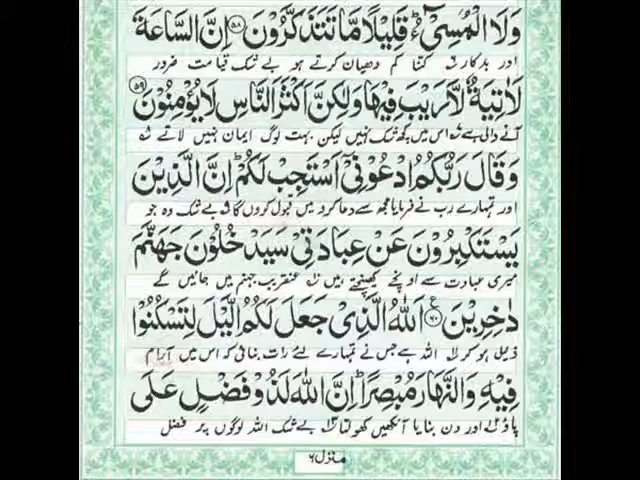 وَلَا الْمُسِیْٓءُ ؕ قَلِیْلًا مَّا تَتَذَكَّرُوْنَ ﴿۵۸﴾ اِنَّ السَّاعَةَ
اور بدکار کتنا کم دھیان کرتے ہو بے شک قیامت ضرور
لَاٰتِیَةٌ لَّا رَیْبَ فِیْهَا وَلٰكِنَّ اَكْثَرَ النَّاسِ لَا یُؤْمِنُوْنَ ﴿۵۹﴾
آنے والی ہے اس میں کچھ شک نہیں لیکن بہت لوگ ایمان نہیں لاتے
وَقَالَ رَبُّكُمُ ادْعُوْنِیْۤ اَسْتَجِبْ لَكُمْ ؕ اِنَّ الَّذِیْنَ
اور تمہارے رب نے فرمایا مجھ سے دعا کرو میں قبول کروں گا بے شک وہ جو
یَسْتَكْبِرُوْنَ عَنْ عِبَادَتِیْ سَیَدْخُلُوْنَ جَهَنَّمَ
میری عبادت سے اونچے کھینچتے ہیں عنقریب جہنم میں جائیں گے
دٰخِرِیْنَ ﴿۶۰﴾ اَللّٰهُ الَّذِیْ جَعَلَ لَكُمُ الَّیْلَ لِتَسْكُنُوْا
ذلیل ہو کر اللہ ہے جس نے تمہارے لئے رات بنائی کہ اس میں آرام
فِیْهِ وَالنَّهَارَ مُبْصِرًا ؕ اِنَّ اللّٰهَ لَذُوْ فَضْلٍ عَلَی
پاؤ اور دن بنایا آنکھیں کھولتا بے شک اللہ لوگوں پر فضل
منزل ۶